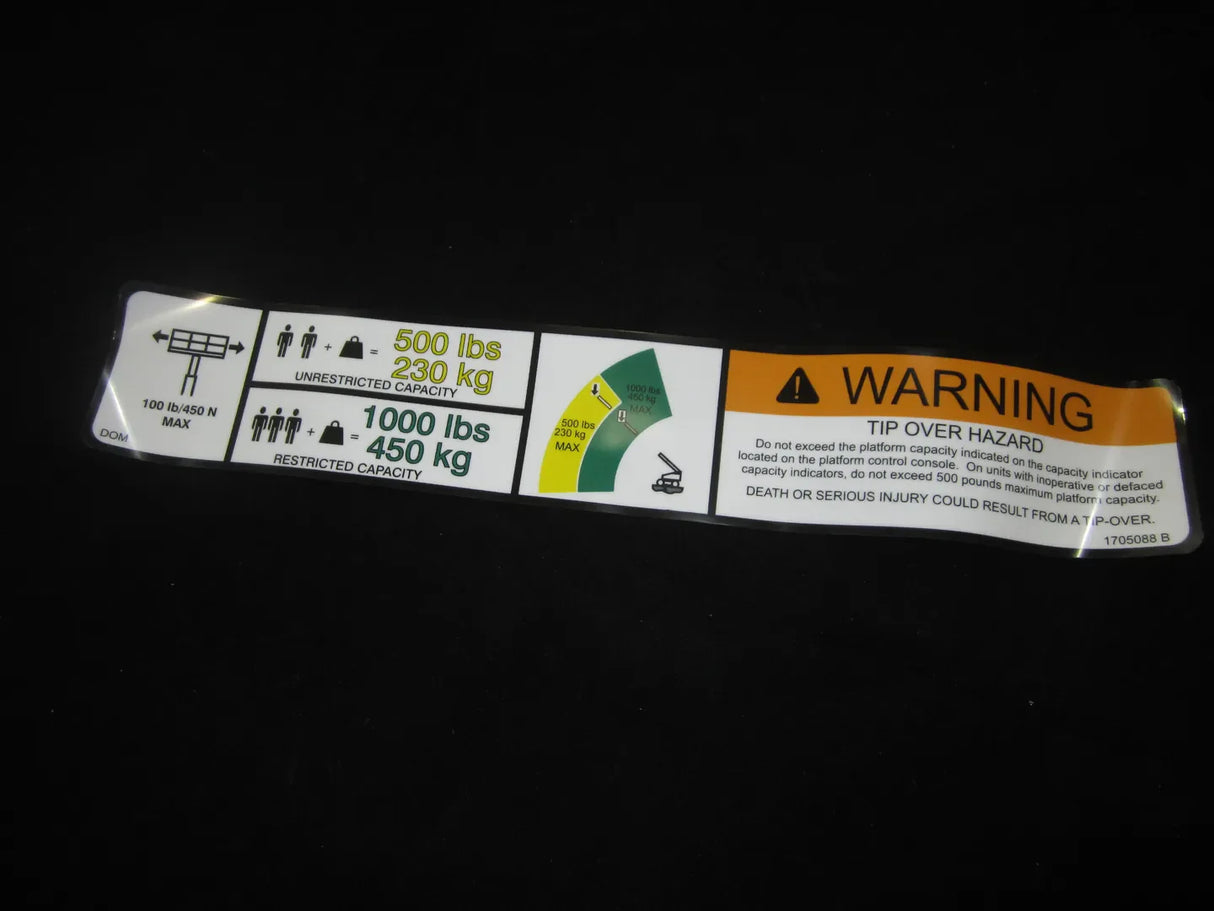 100 lb/450 N
MAX
DOM
+ = 500 lbs
230 kg
UNRESTRICTED CAPACITY
+ = 1000 lbs
450 kg
RESTRICTED CAPACITY
500 lbs
230 kg
MAX
1000 lbs
450 kg
MAX
WARNING
TIP OVER HAZARD
Do not exceed the platform capacity indicated on the capacity indicator
located on the platform control console. On units with inoperative or defaced
capacity indicators, do not exceed 500 pounds maximum platform capacity.
DEATH OR SERIOUS INJURY COULD RESULT FROM A TIP-OVER.
1705088 B